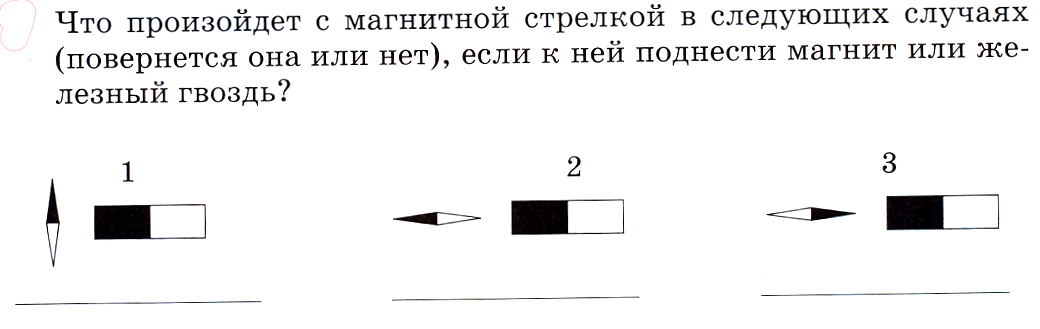 Что произойдет с магнитной стрелкой в следующих случаях
(повернется она или нет), если к ней поднести магнит или же-
лезный гвоздь?
1
2
3